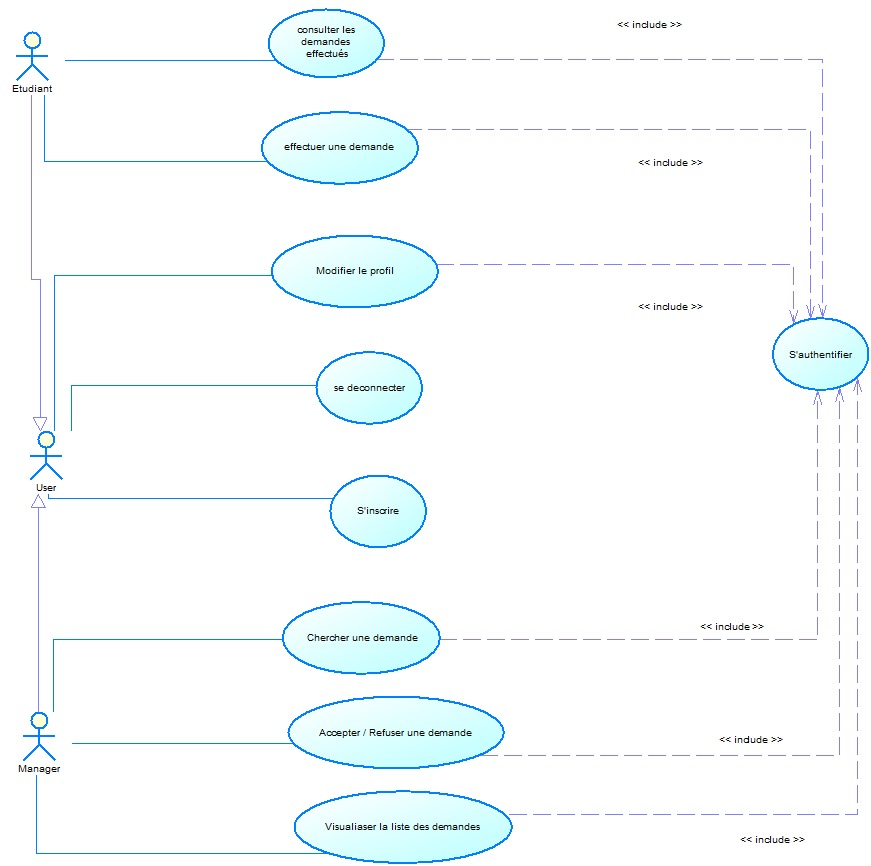 consulter les
demandes
effectués
<< include >>
Etudiant
effectuer une demande
<< include >>
Modifier le profil
<< include >>
S'authentifier
se deconnecter
User
S'inscrire
Chercher une demande
<< include >>
Accepter / Refuser une demande
<< include >>
Manager
Visualiaser la liste des demandes
<< include >>